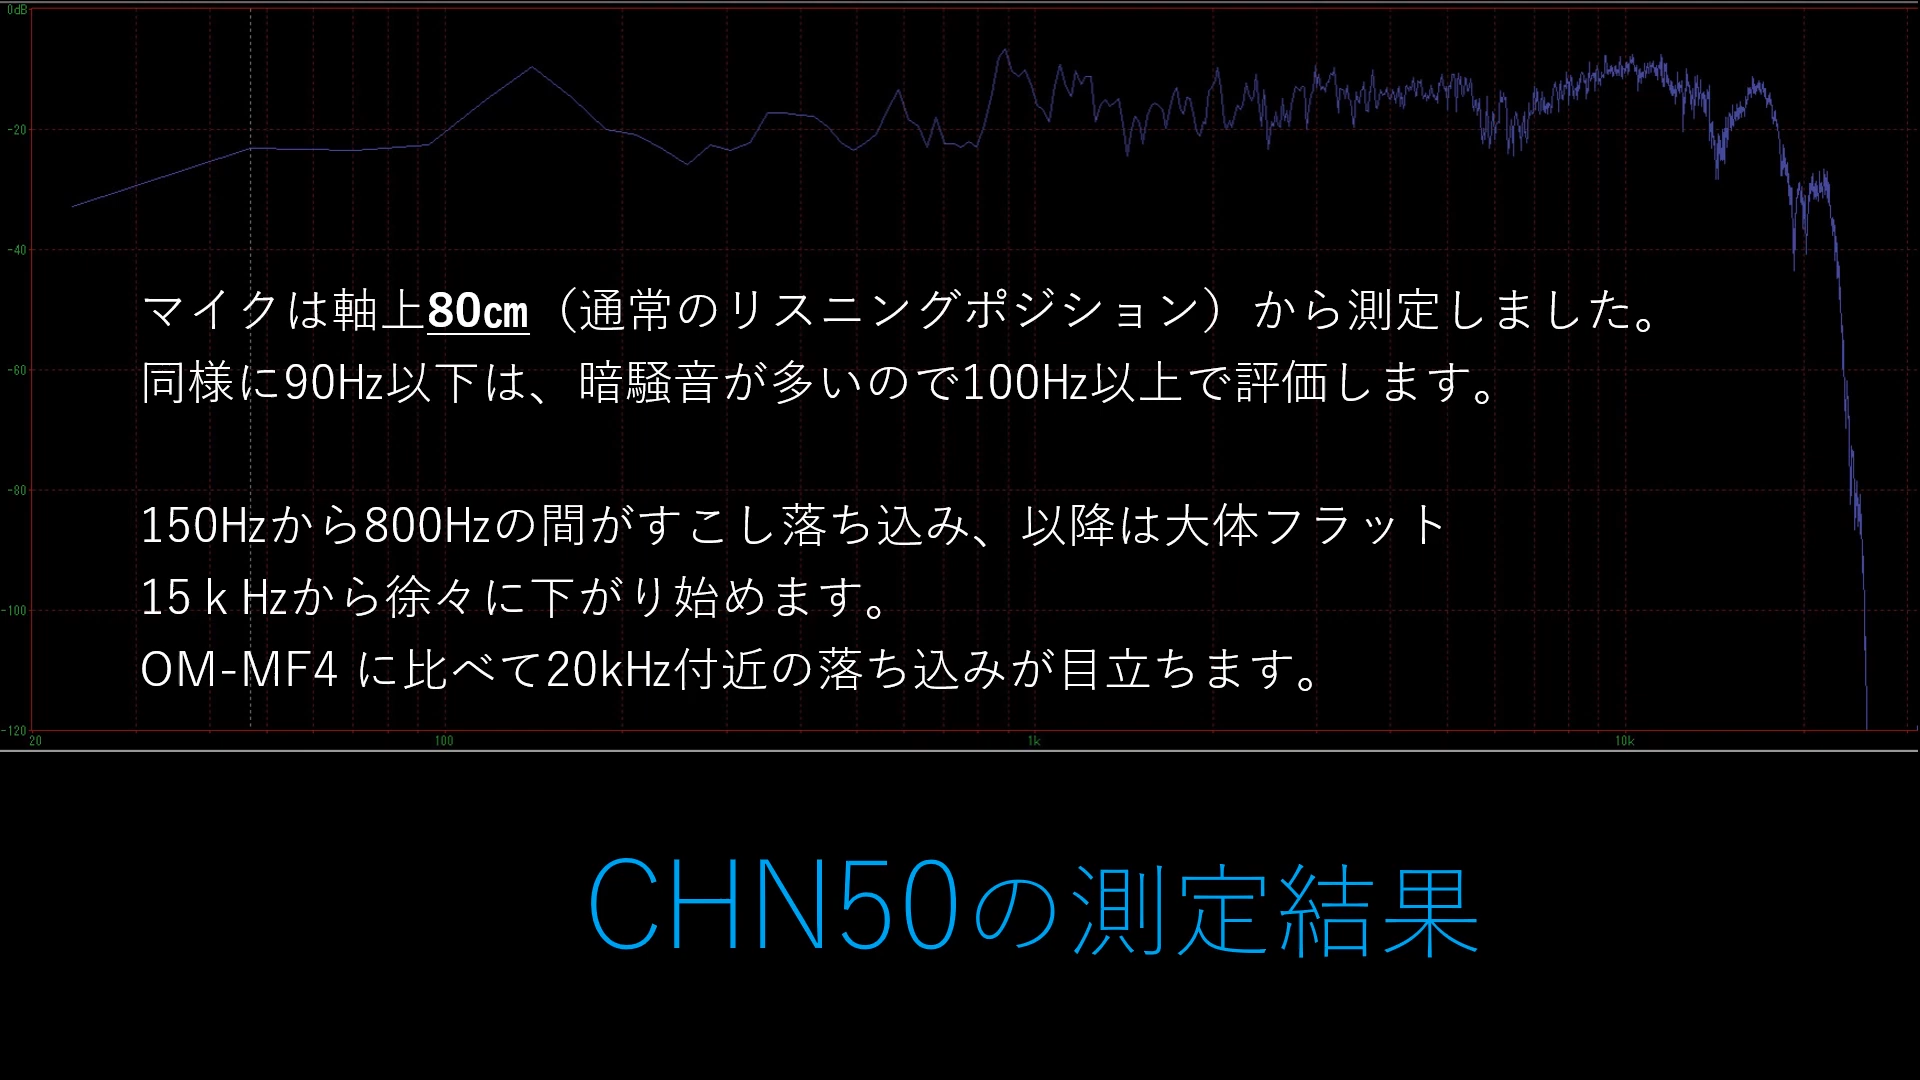 0dB
-20
-40
-60
-80
-100
-120
20 100 1k 10k
マイクは軸上80㎝（通常のリスニングポジション）から測定しました。
同様に90Hz以下は、暗騒音が多いので100Hz以上で評価します。
150Hzから800Hzの間がすこし落ち込み、以降は大体フラット
15ｋHzから徐々に下がり始めます。
OM-MF4 に比べて20kHz付近の落ち込みが目立ちます。
CHN50の測定結果